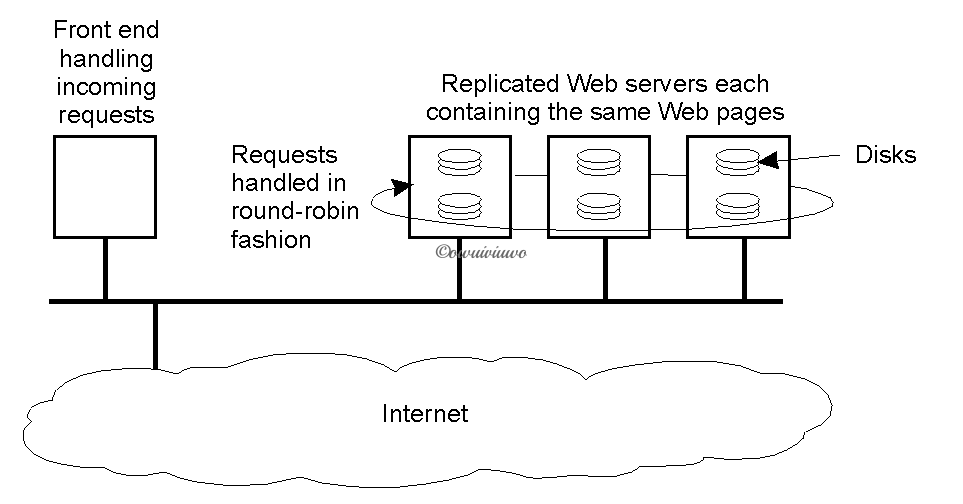 Front end
handling
incoming
requests
Replicated Web servers each
containing the same Web pages
Requests
handled in
round-robin
fashion
Disks
©owuiviuwo
Internet